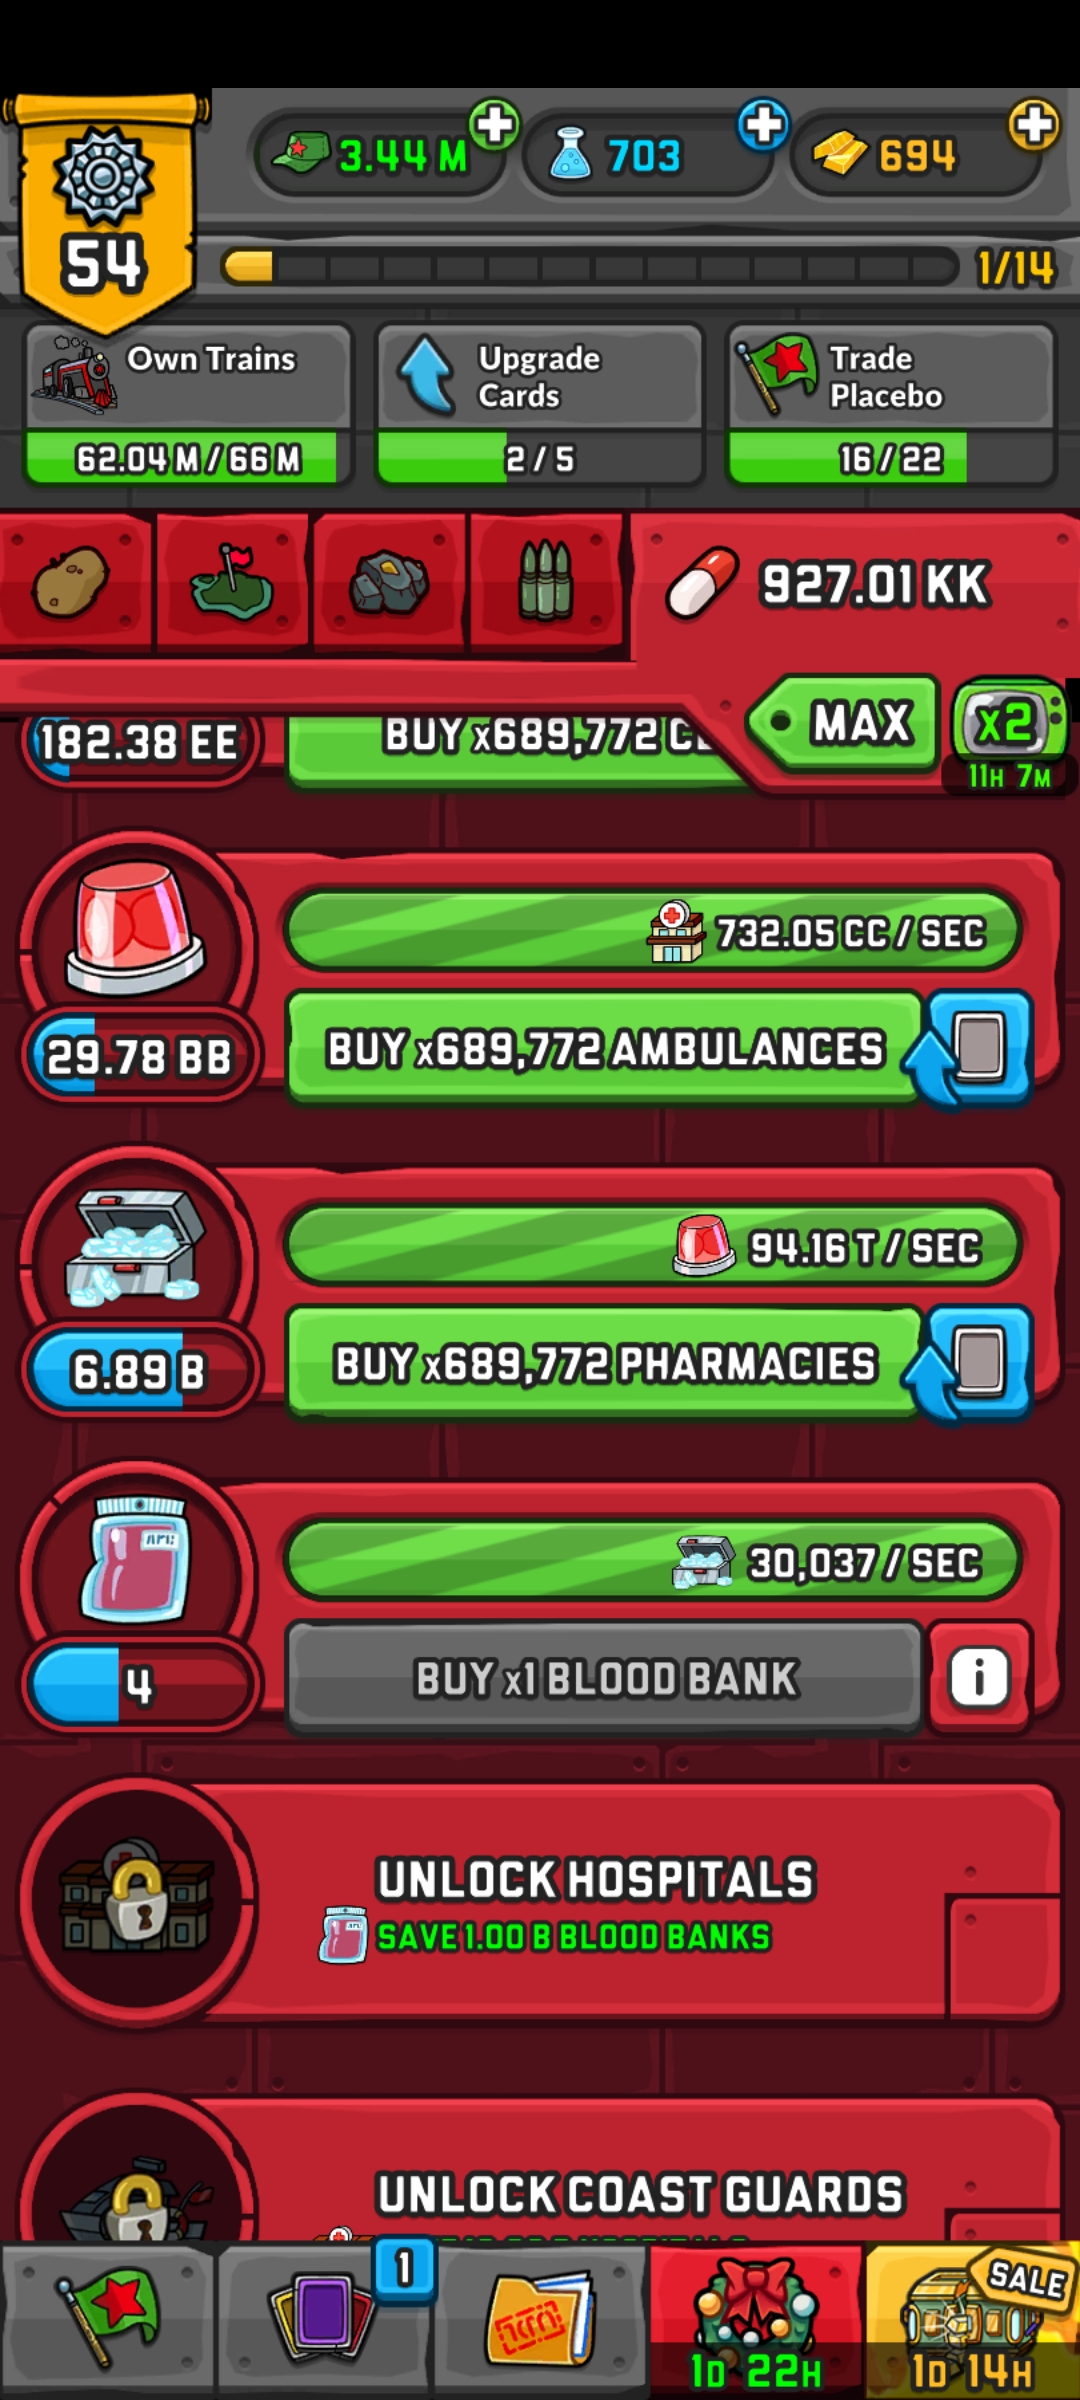 3.44 M
703
694
54
1/14
Own Trains
62.04 M / 66 M
Upgrade
Cards
2 / 5
Trade
Placebo
16 / 22
927.01 KK
MAX
x2
11H 7M
182.38 EE
BUY x689,772
732.05 CC / SEC
29.78 BB
BUY x689,772 AMBULANCES
94.16 T / SEC
6.89 B
BUY x689,772 PHARMACIES
30,037 / SEC
4
BUY x1 BLOOD BANK
i
UNLOCK HOSPITALS
SAVE 1.00 B BLOOD BANKS
UNLOCK COAST GUARDS
1
SALE
1D 22H
1D 14H